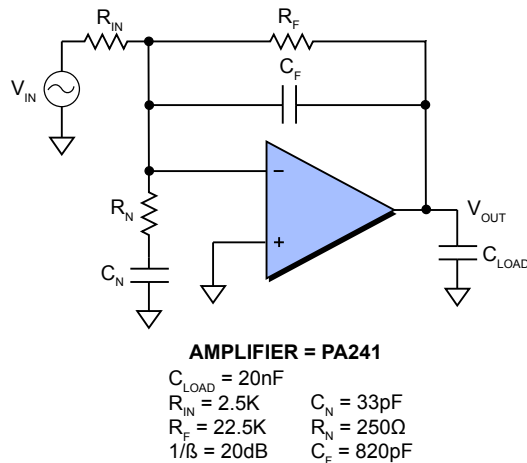 R_IN
R_F
V_IN
C_F
−
R_N
+
V_OUT
C_N
C_LOAD
AMPLIFIER = PA241
C_LOAD = 20nF
R_IN = 2.5K C_N = 33pF
R_F = 22.5K R_N = 250Ω
1/ß = 20dB C_F = 820pF